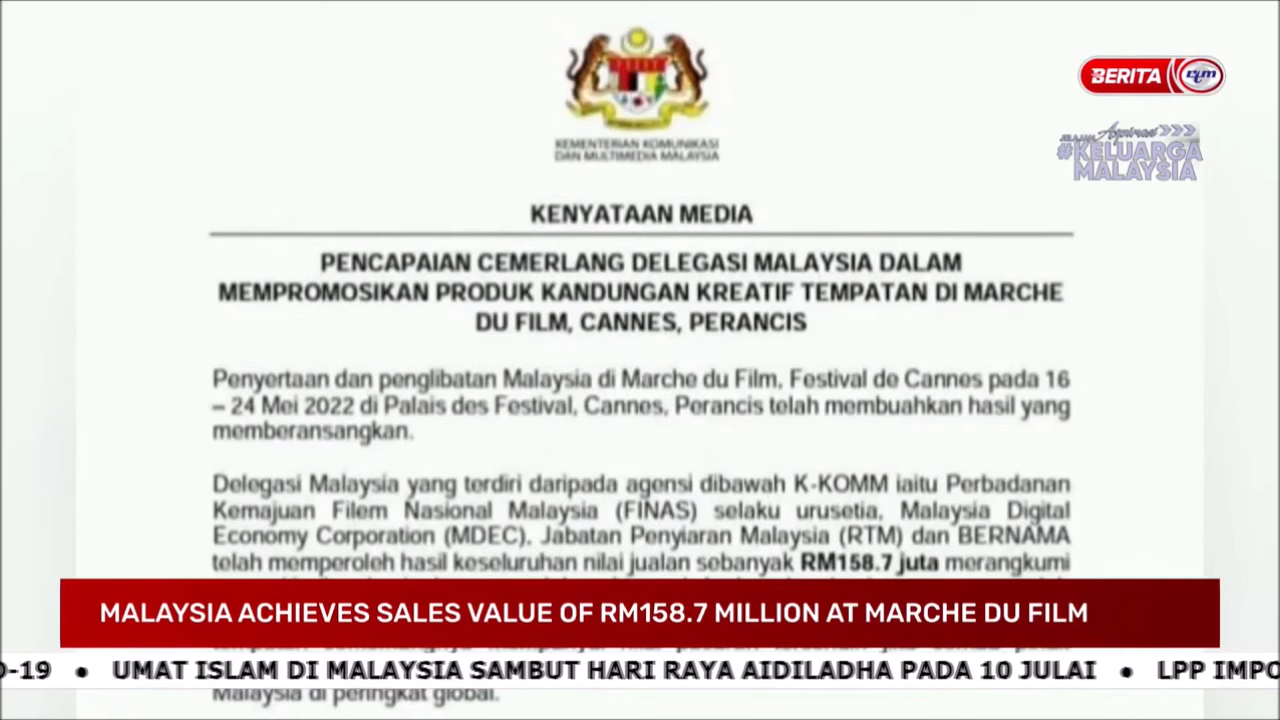 KEMENTERIAN KOMUNIKASI
DAN MULTIMEDIA MALAYSIA
BERITA rtm
Aspirasi
#KELUARGA
MALAYSIA
KENYATAAN MEDIA
PENCAPAIAN CEMERLANG DELEGASI MALAYSIA DALAM
MEMPROMOSIKAN PRODUK KANDUNGAN KREATIF TEMPATAN DI MARCHE
DU FILM, CANNES, PERANCIS
Penyertaan dan penglibatan Malaysia di Marche du Film, Festival de Cannes pada 16
– 24 Mei 2022 di Palais des Festival, Cannes, Perancis telah membuahkan hasil yang
memberansangkan.
Delegasi Malaysia yang terdiri daripada agensi dibawah K-KOMM iaitu Perbadanan
Kemajuan Filem Nasional Malaysia (FINAS) selaku urusetia, Malaysia Digital
Economy Corporation (MDEC), Jabatan Penyiaran Malaysia (RTM) dan BERNAMA
telah memperoleh hasil keseluruhan nilai jualan sebanyak RM158.7 juta merangkumi
MALAYSIA ACHIEVES SALES VALUE OF RM158.7 MILLION AT MARCHE DU FILM
D-19 • UMAT ISLAM DI MALAYSIA SAMBUT HARI RAYA AIDILADHA PADA 10 JULAI • LPP IMPO
Malaysia di peringkat global.